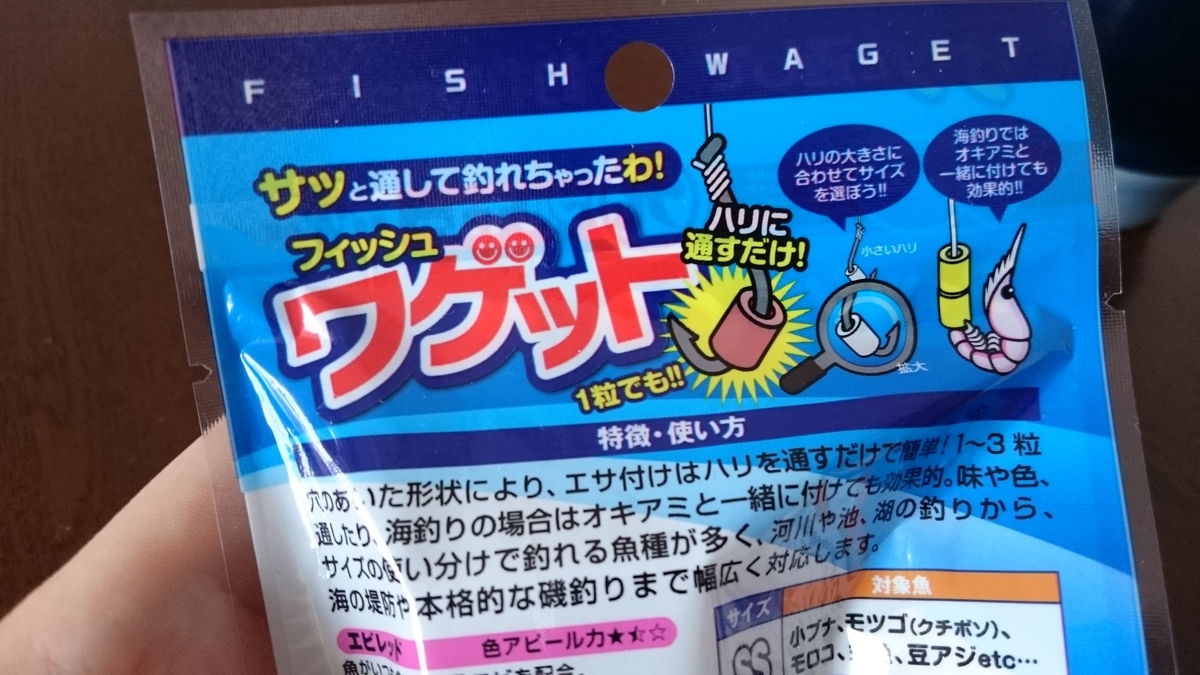 FISH WAGET
サッと通して釣れちゃったわ!
フィッシュ
ワゲット
1粒でも!!
ハリに
通すだけ!
ハリの大きさに
合わせてサイズ
を選ぼう!!
小さいハリ
拡大
海釣りでは
オキアミと
一緒に付けても
効果的!!
特徴・使い方
穴のあいた形状により、エサ付けはハリを通すだけで簡単!1〜3粒
通したり、海釣りの場合はオキアミと一緒に付けても効果的。味や色、
サイズの使い分けで釣れる魚種が多く、河川や池、湖の釣りから、
海の堤防や本格的な磯釣りまで幅広く対応します。
エビレッド 色アピール力★☆☆
を配合。
サイズ 対象魚
SS
小ブナ、モツゴ(クチボソ)、
モロコ、、豆アジetc…